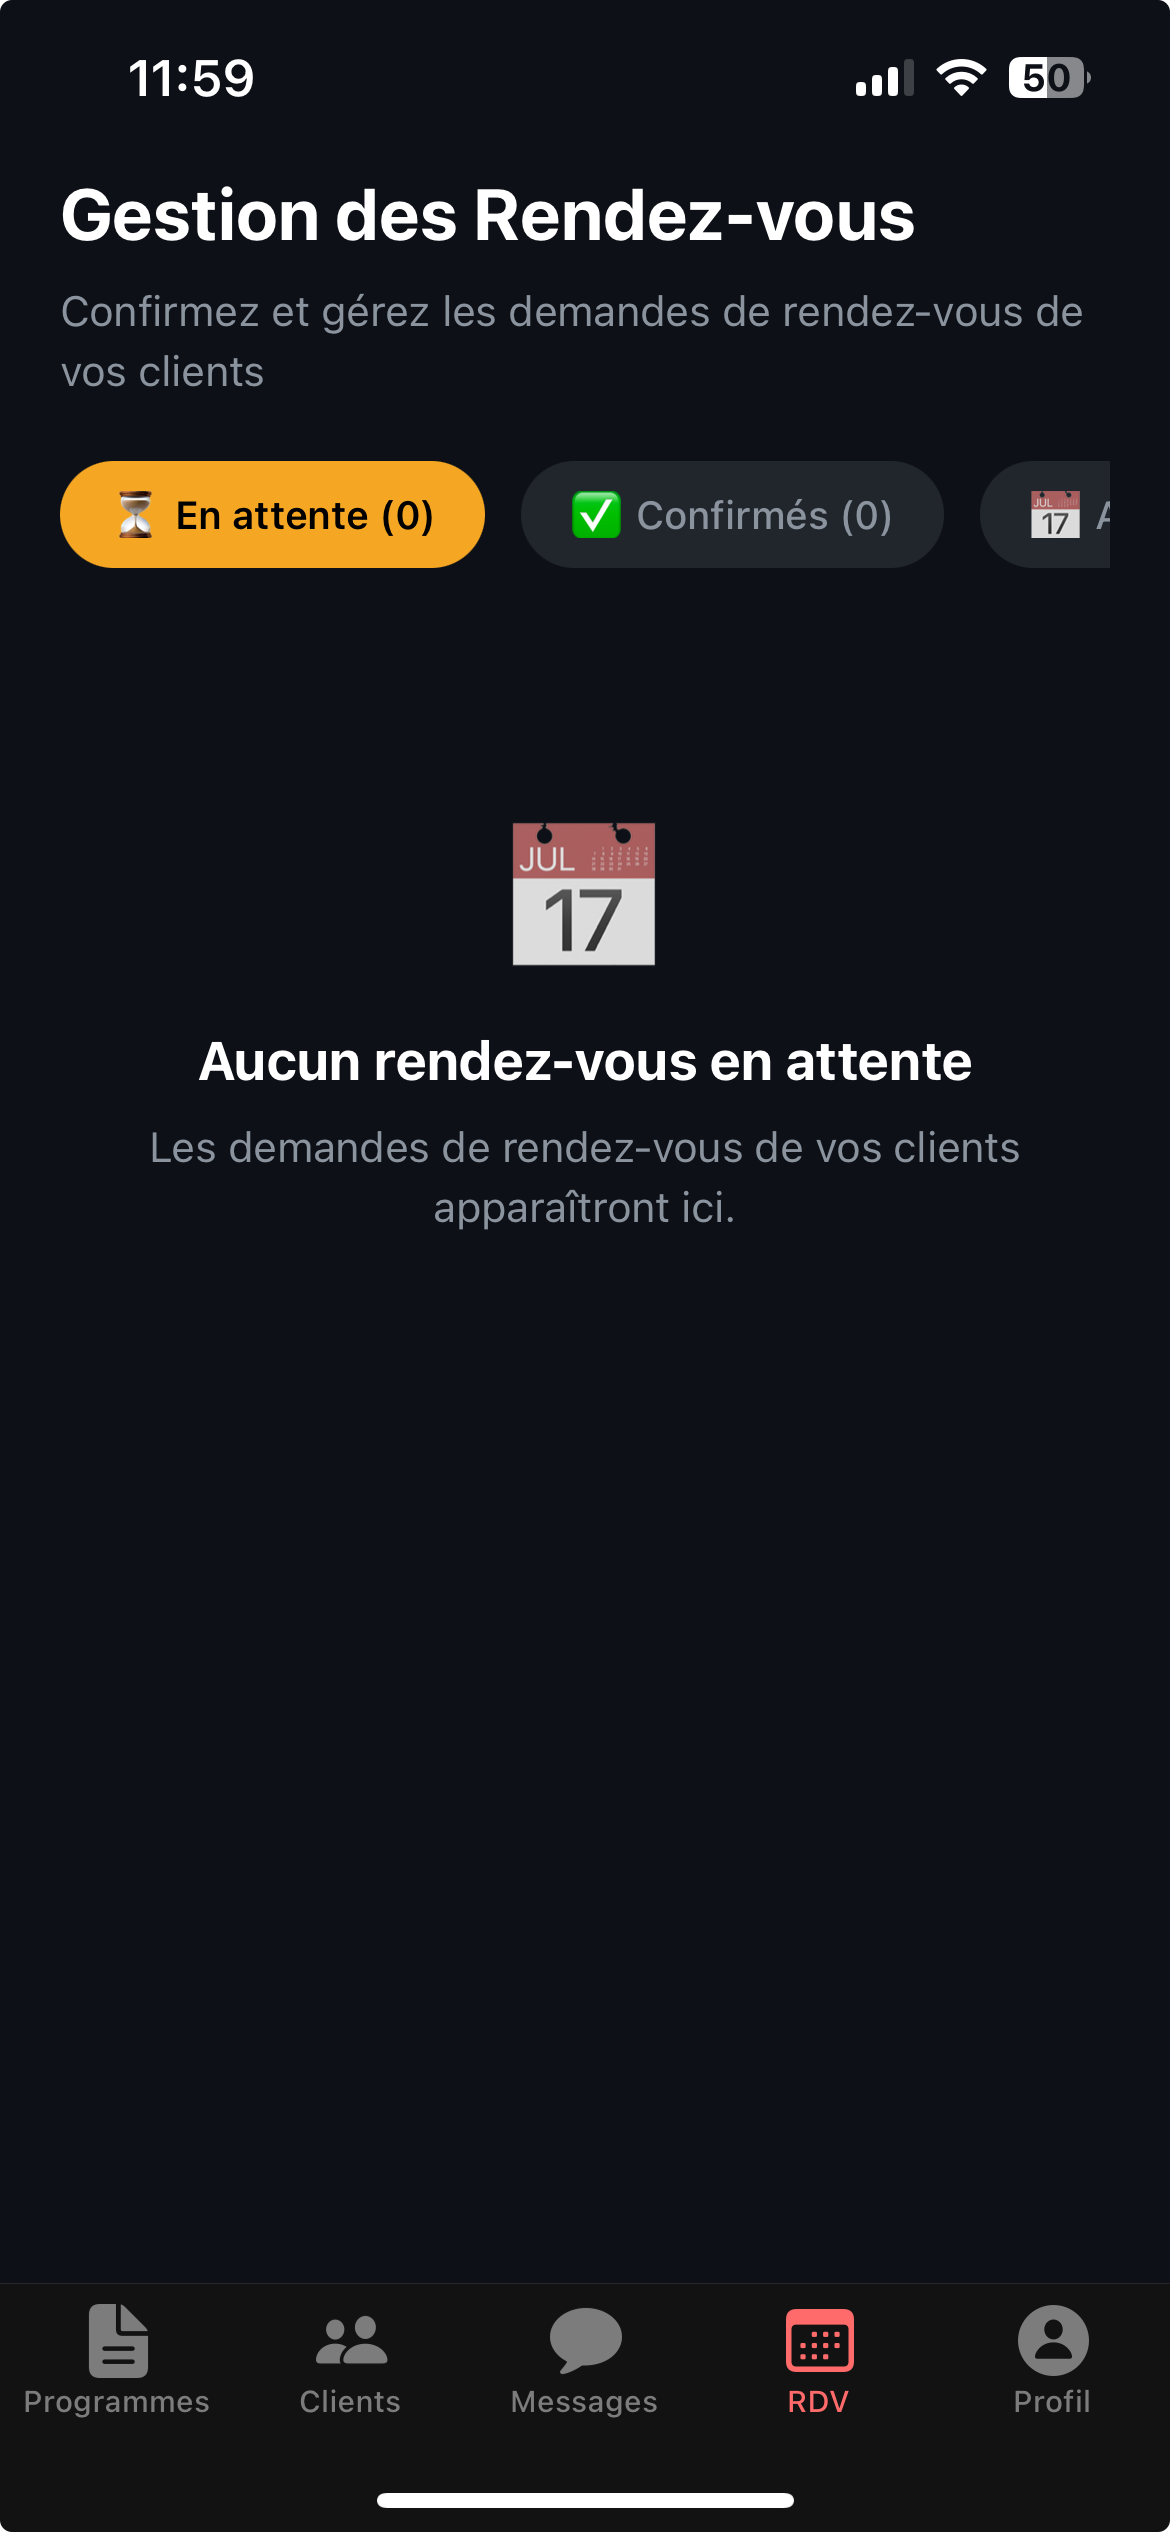 11:59
50
Gestion des Rendez-vous
Confirmez et gérez les demandes de rendez-vous de
vos clients
En attente (0)
Confirmés (0)
JUL
17
JUL
17
Aucun rendez-vous en attente
Les demandes de rendez-vous de vos clients
apparaîtront ici.
Programmes
Clients
Messages
RDV
Profil